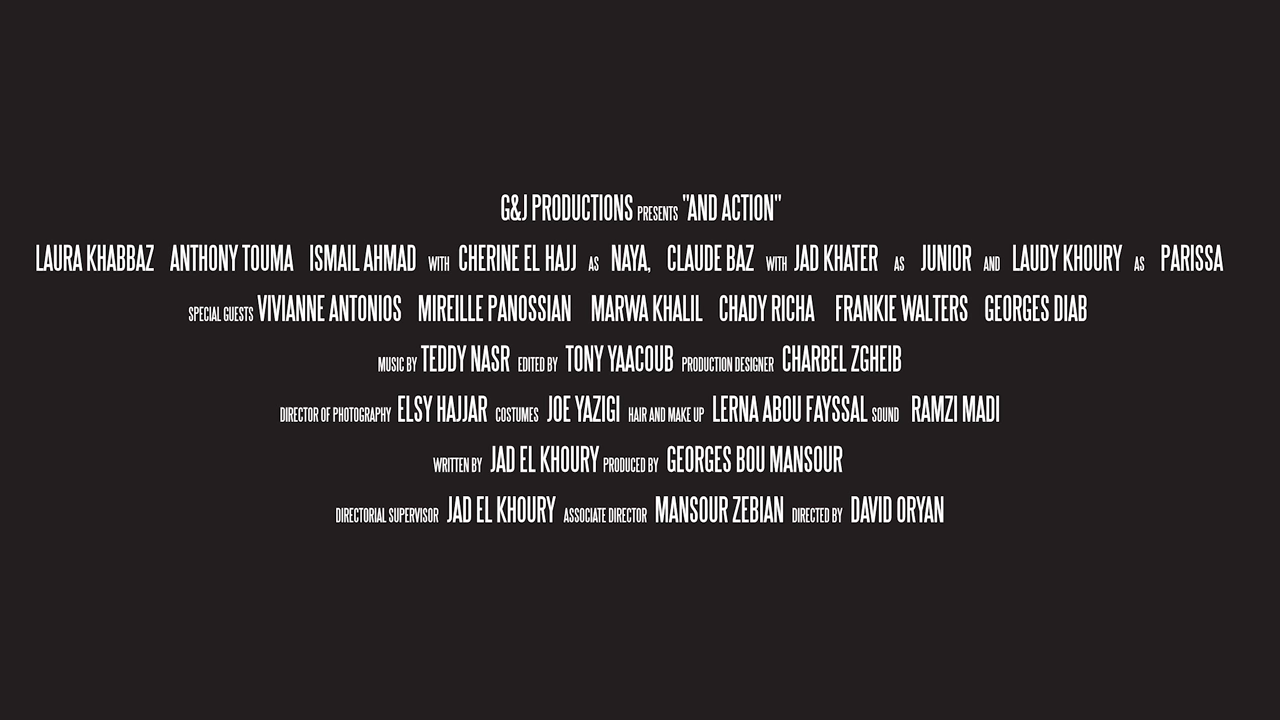 G&J PRODUCTIONS PRESENTS "AND ACTION"
LAURA KHABBAZ ANTHONY TOUMA ISMAIL AHMAD WITH CHERINE EL HAJJ AS NAYA, CLAUDE BAZ WITH JAD KHATER AS JUNIOR AND LAUDY KHOURY AS PARISSA
SPECIAL GUESTS VIVIANNE ANTONIOS MIREILLE PANOSSIAN MARWA KHALIL CHADY RICHA FRANKIE WALTERS GEORGES DIAB
MUSIC BY TEDDY NASR EDITED BY TONY YAACOUB PRODUCTION DESIGNER CHARBEL ZGHEIB
DIRECTOR OF PHOTOGRAPHY ELSY HAJJAR COSTUMES JOE YAZIGI HAIR AND MAKE UP LERNA ABOU FAYSSAL SOUND RAMZI MADI
WRITTEN BY JAD EL KHOURY PRODUCED BY GEORGES BOU MANSOUR
DIRECTORIAL SUPERVISOR JAD EL KHOURY ASSOCIATE DIRECTOR MANSOUR ZEBIAN DIRECTED BY DAVID ORYAN